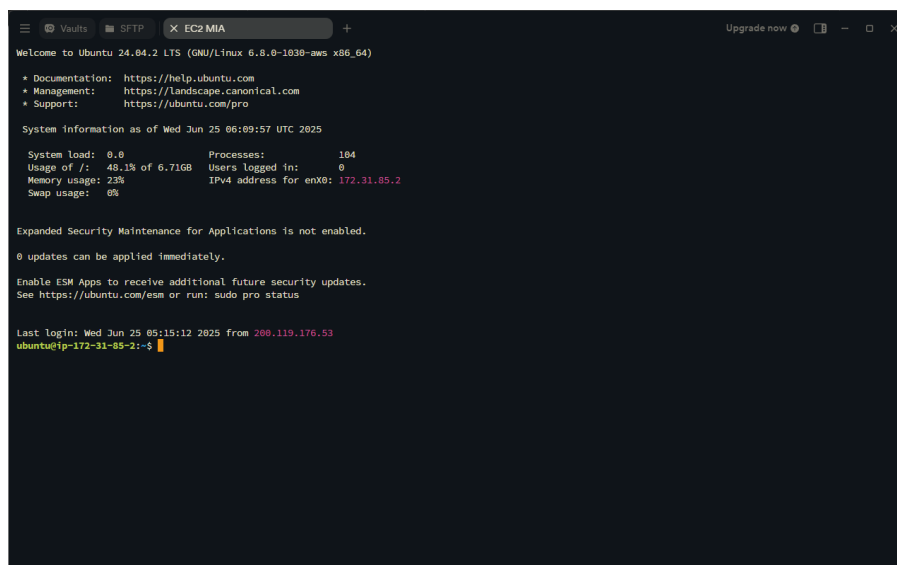 Vaults SFTP EC2 MIA Upgrade now
Welcome to Ubuntu 24.04.2 LTS (GNU/Linux 6.8.0-1030-aws x86_64)
* Documentation: https://help.ubuntu.com
* Management: https://landscape.canonical.com
* Support: https://ubuntu.com/pro
System information as of Wed Jun 25 06:09:57 UTC 2025
System load: 0.0 Processes: 104
Usage of /: 48.1% of 6.71GB Users logged in: 0
Memory usage: 23% IPv4 address for enX0: 172.31.85.2
Swap usage: 0%
Expanded Security Maintenance for Applications is not enabled.
0 updates can be applied immediately.
Enable ESM Apps to receive additional future security updates.
See https://ubuntu.com/esm or run: sudo pro status
Last login: Wed Jun 25 05:15:12 2025 from 200.119.176.53
ubuntu@ip-172-31-85-2:~$